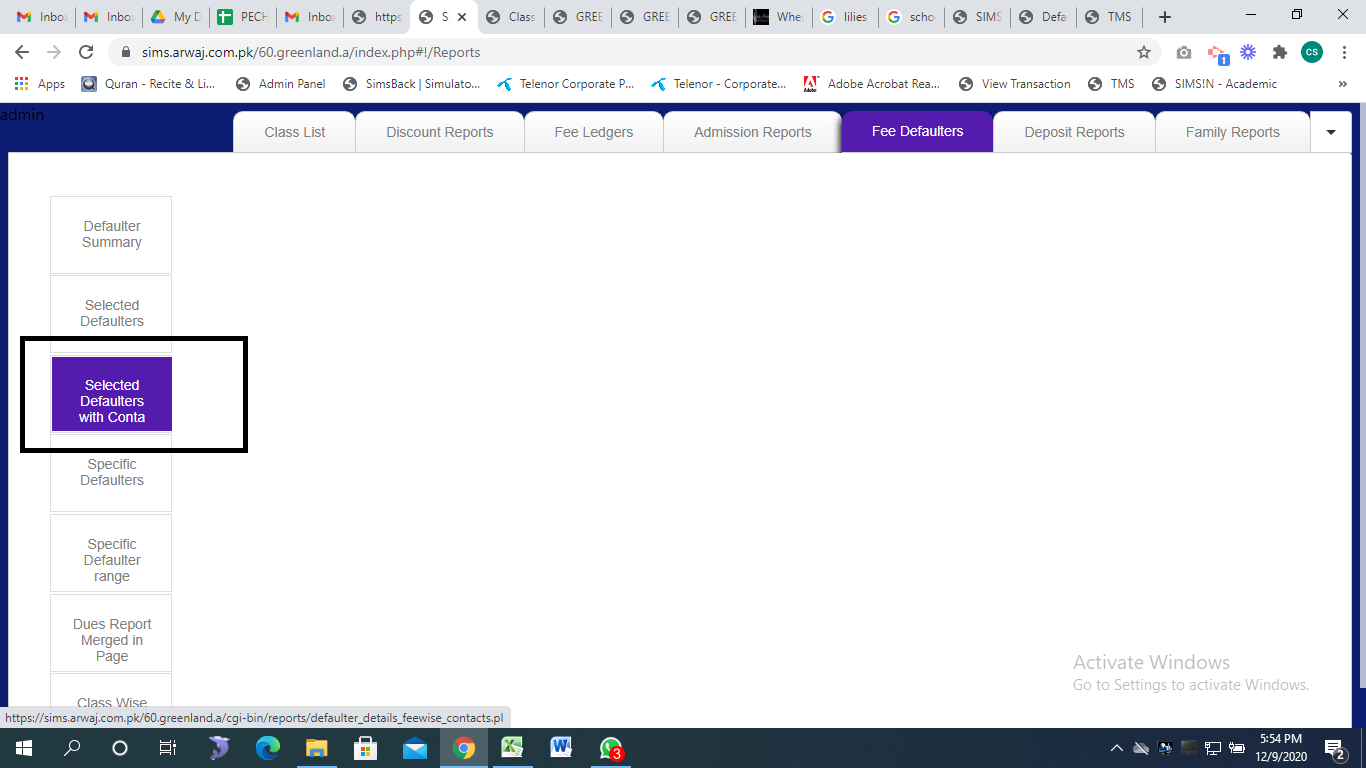 Inbo
Inbo
My D
PECH
Inbo
https
S
Class
GREE
GREE
GREE
Wher
lilies
scho
SIMS
Defau
TMS
sims.arwaj.com.pk/60.greenland.a/index.php#!/Reports
CS
1
Apps
Quran - Recite & Li...
Admin Panel
SimsBack | Simulato...
Telenor Corporate P...
Telenor - Corporate...
Adobe Acrobat Rea...
View Transaction
TMS
SIMS!N - Academic
»
admin
Class List
Discount Reports
Fee Ledgers
Admission Reports
Fee Defaulters
Deposit Reports
Family Reports
Defaulter
Summary
Selected
Defaulters
Selected
Defaulters
with Conta
Specific
Defaulters
Specific
Defaulter
range
Dues Report
Merged in
Page
Class Wise
Activate Windows
Go to Settings to activate Windows.
https://sims.arwaj.com.pk/60.greenland.a/cgi-bin/reports/defaulter_details_feewise_contacts.pl
3
5:54 PM
12/9/2020
2